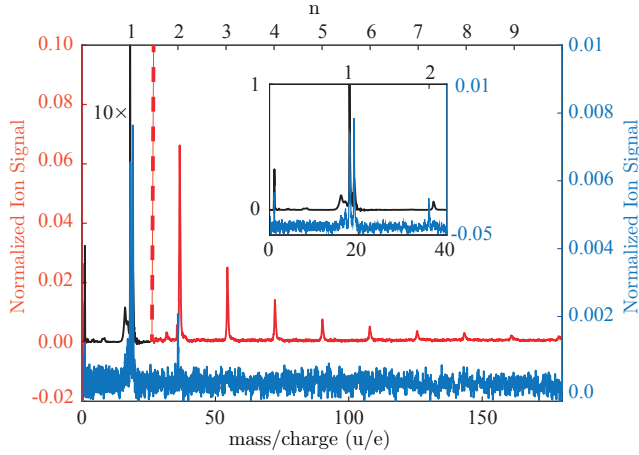 n
1 2 3 4 5 6 7 8 9
0.10
0.08
0.06
0.04
0.02
0.00
-0.02
Normalized Ion Signal
10×
1 2
1
0
0.01
-0.05
0 20 40
0.01
0.008
0.006
0.004
0.002
0.0
Normalized Ion Signal
0 50 100 150
mass/charge (u/e)